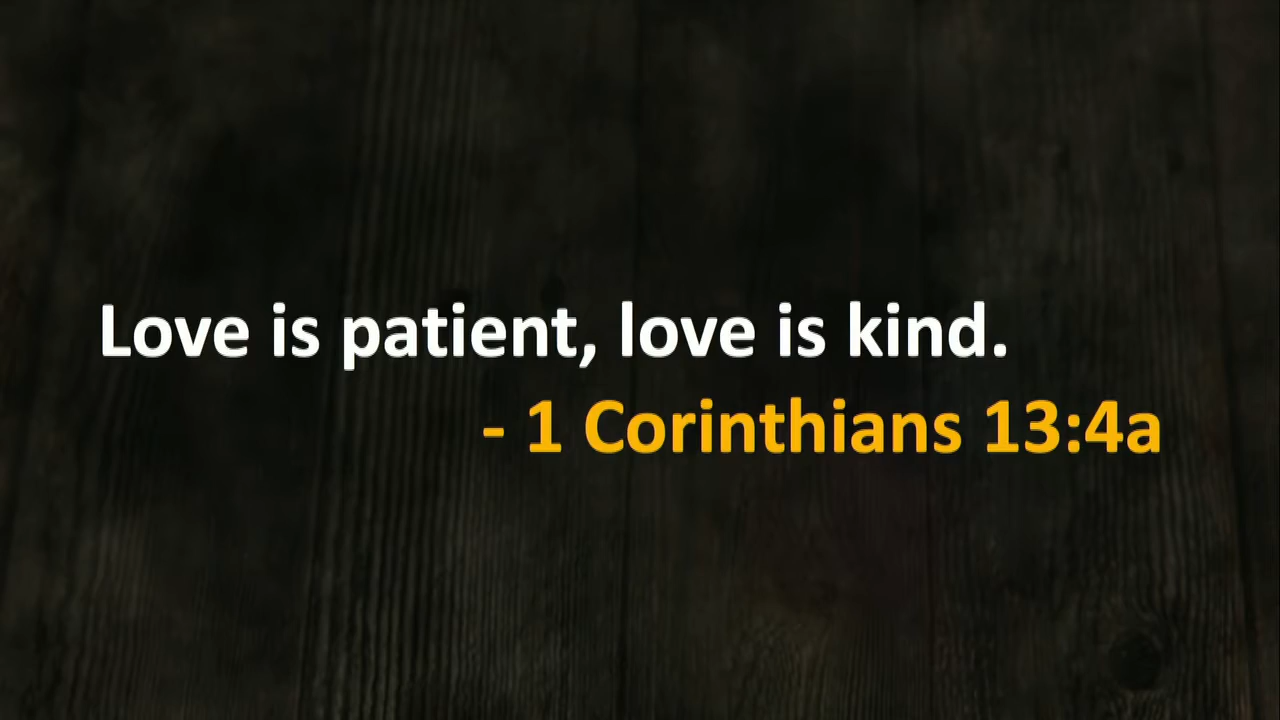 Love is patient, love is kind.
- 1 Corinthians 13:4a